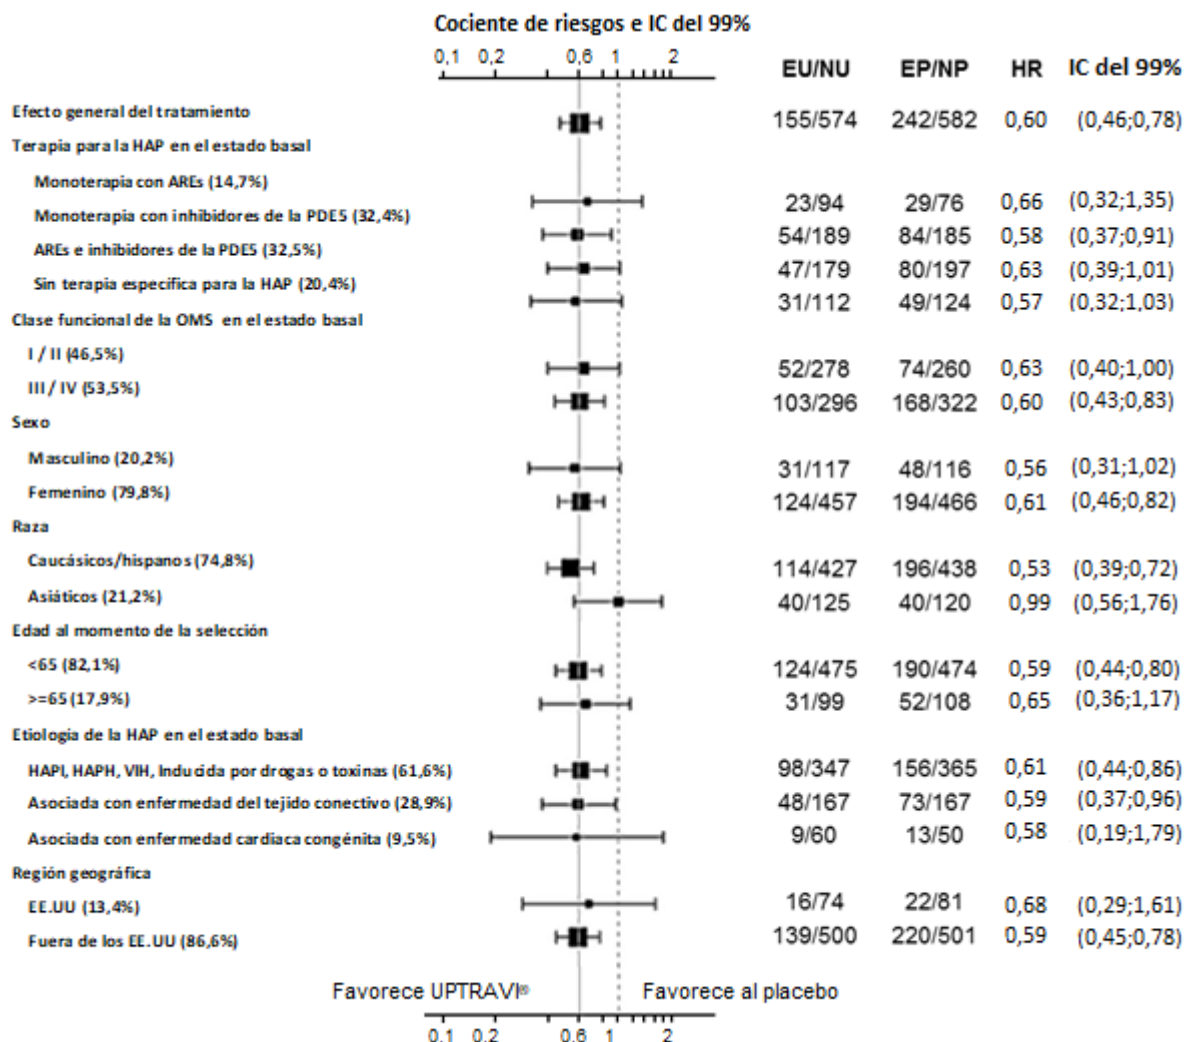 Cociente de riesgos e IC del 99%
0,1 0,2 0,6 1 2
EU/NU EP/NP HR IC del 99%
Efecto general del tratamiento 155/574 242/582 0,60 (0,46;0,78)
Terapia para la HAP en el estado basal
Monoterapia con AREs (14,7%) 23/94 29/76 0,66 (0,32;1,35)
Monoterapia con inhibidores de la PDE5 (32,4%) 54/189 84/185 0,58 (0,37;0,91)
AREs e inhibidores de la PDE5 (32,5%) 47/179 80/197 0,63 (0,39;1,01)
Sin terapia específica para la HAP (20,4%) 31/112 49/124 0,57 (0,32;1,03)
Clase funcional de la OMS en el estado basal
I / II (46,5%) 52/278 74/260 0,63 (0,40;1,00)
III / IV (53,5%) 103/296 168/322 0,60 (0,43;0,83)
Sexo
Masculino (20,2%) 31/117 48/116 0,56 (0,31;1,02)
Femenino (79,8%) 124/457 194/466 0,61 (0,46;0,82)
Raza
Caucásicos/hispanos (74,8%) 114/427 196/438 0,53 (0,39;0,72)
Asiáticos (21,2%) 40/125 40/120 0,99 (0,56;1,76)
Edad al momento de la selección
<65 (82,1%) 124/475 190/474 0,59 (0,44;0,80)
>=65 (17,9%) 31/99 52/108 0,65 (0,36;1,17)
Etiología de la HAP en el estado basal
HAPI, HAPH, VIH, Inducida por drogas o toxinas (61,6%) 98/347 156/365 0,61 (0,44;0,86)
Asociada con enfermedad del tejido conectivo (28,9%) 48/167 73/167 0,59 (0,37;0,96)
Asociada con enfermedad cardiaca congénita (9,5%) 9/60 13/50 0,58 (0,19;1,79)
Región geográfica
EE.UU (13,4%) 16/74 22/81 0,68 (0,29;1,61)
Fuera de los EE.UU (86,6%) 139/500 220/501 0,59 (0,45;0,78)
Favorece UPTRAVI® Favorece al placebo
0,1 0,2 0,6 1 2